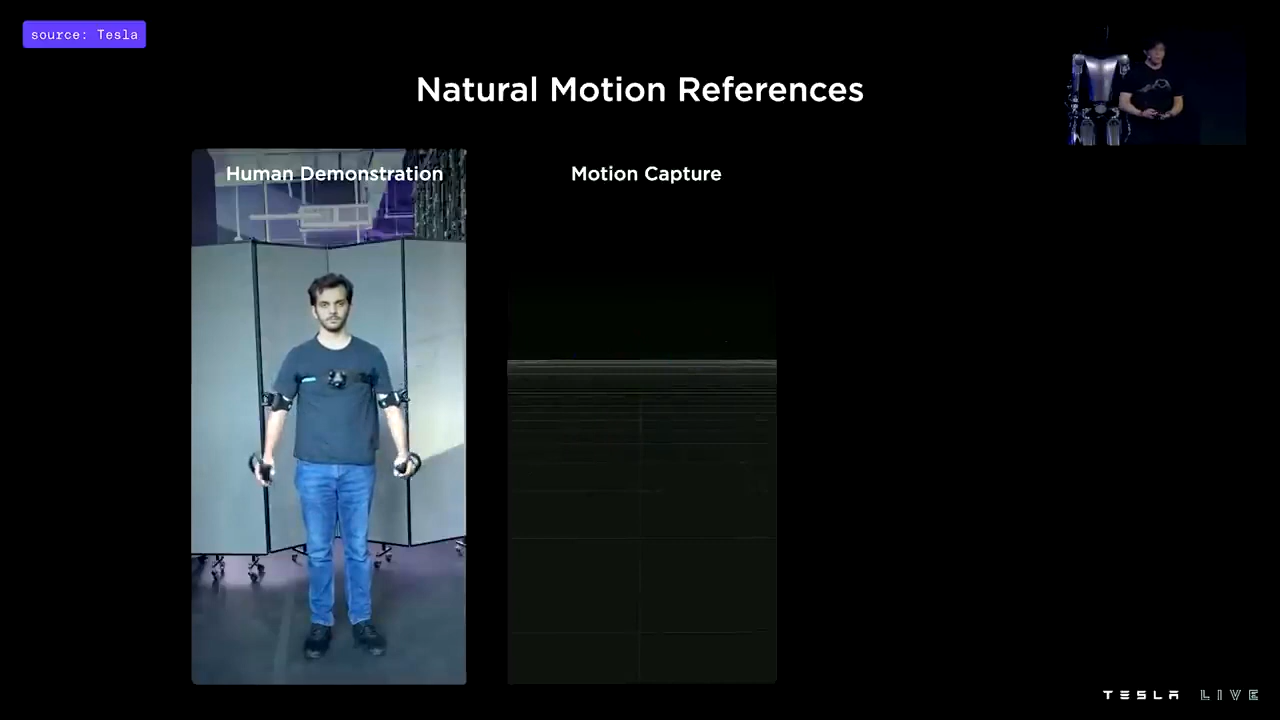 source: Tesla
Natural Motion References
Human Demonstration
Motion Capture
TESLA LIVE